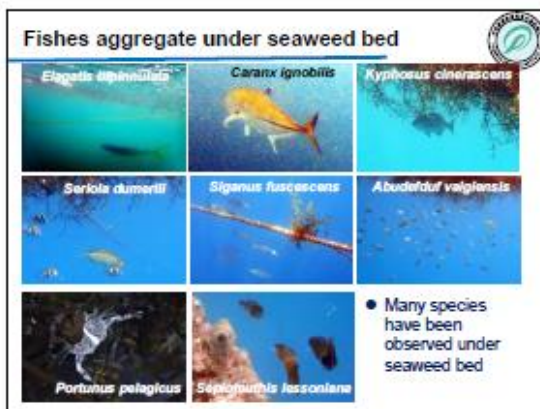 Fishes aggregate under seaweed bed
Elagatis bipinnulata
Caranx ignobilis
Kyphosus cinerascens
Seriola dumerili
Siganus fuscescens
Abudefduf vaigiensis
Portunus pelagicus
Sepioteuthis lessoniana
● Many species
have been
observed under
seaweed bed